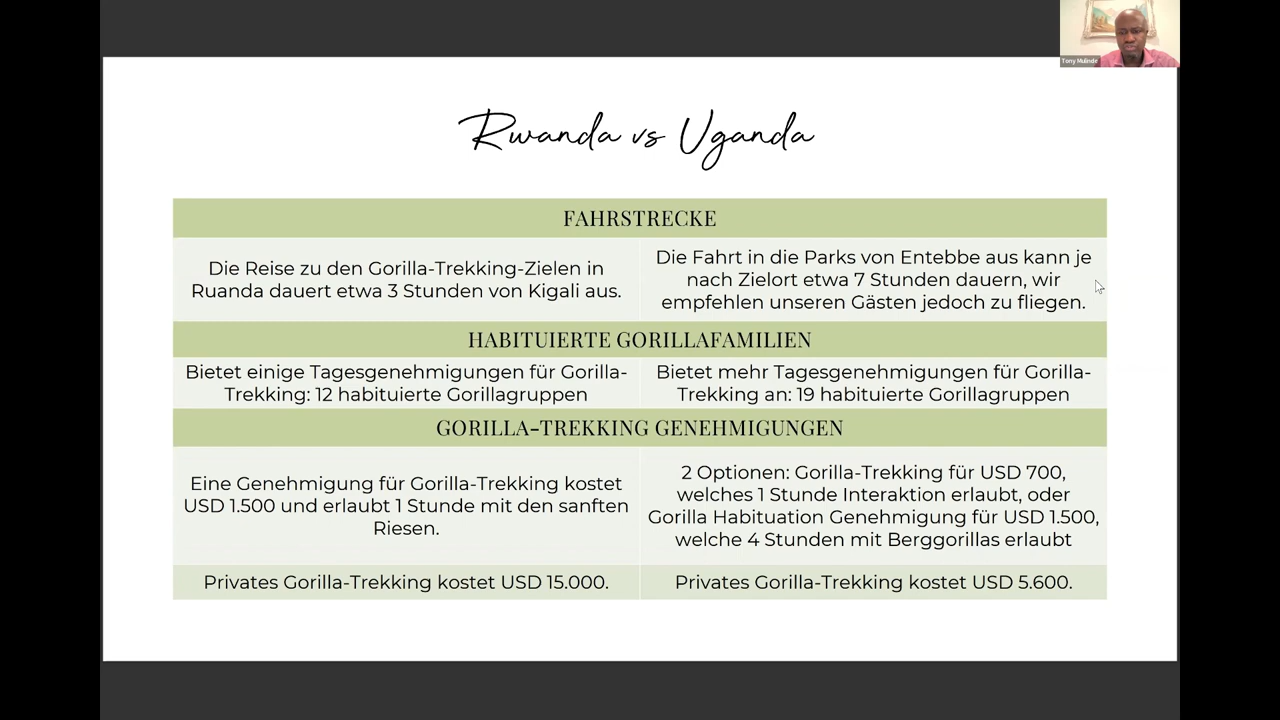 Tony Mulinde
Rwanda vs Uganda
FAHRSTRECKE
Die Reise zu den Gorilla-Trekking-Zielen in
Ruanda dauert etwa 3 Stunden von Kigali aus.
Die Fahrt in die Parks von Entebbe aus kann je
nach Zielort etwa 7 Stunden dauern, wir
empfehlen unseren Gästen jedoch zu fliegen.
HABITUIERTE GORILLAFAMILIEN
Bietet einige Tagesgenehmigungen für Gorilla-
Trekking: 12 habituierte Gorillagruppen
Bietet mehr Tagesgenehmigungen für Gorilla-
Trekking an: 19 habituierte Gorillagruppen
GORILLA-TREKKING GENEHMIGUNGEN
Eine Genehmigung für Gorilla-Trekking kostet
USD 1.500 und erlaubt 1 Stunde mit den sanften
Riesen.
2 Optionen: Gorilla-Trekking für USD 700,
welches 1 Stunde Interaktion erlaubt, oder
Gorilla Habituation Genehmigung für USD 1.500,
welche 4 Stunden mit Berggorillas erlaubt
Privates Gorilla-Trekking kostet USD 15.000.
Privates Gorilla-Trekking kostet USD 5.600.